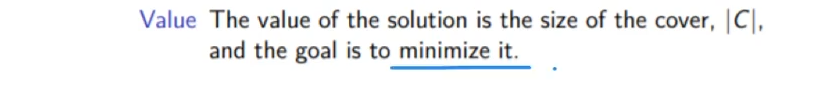 Value The value of the solution is the size of the cover, |C|,
and the goal is to minimize it.